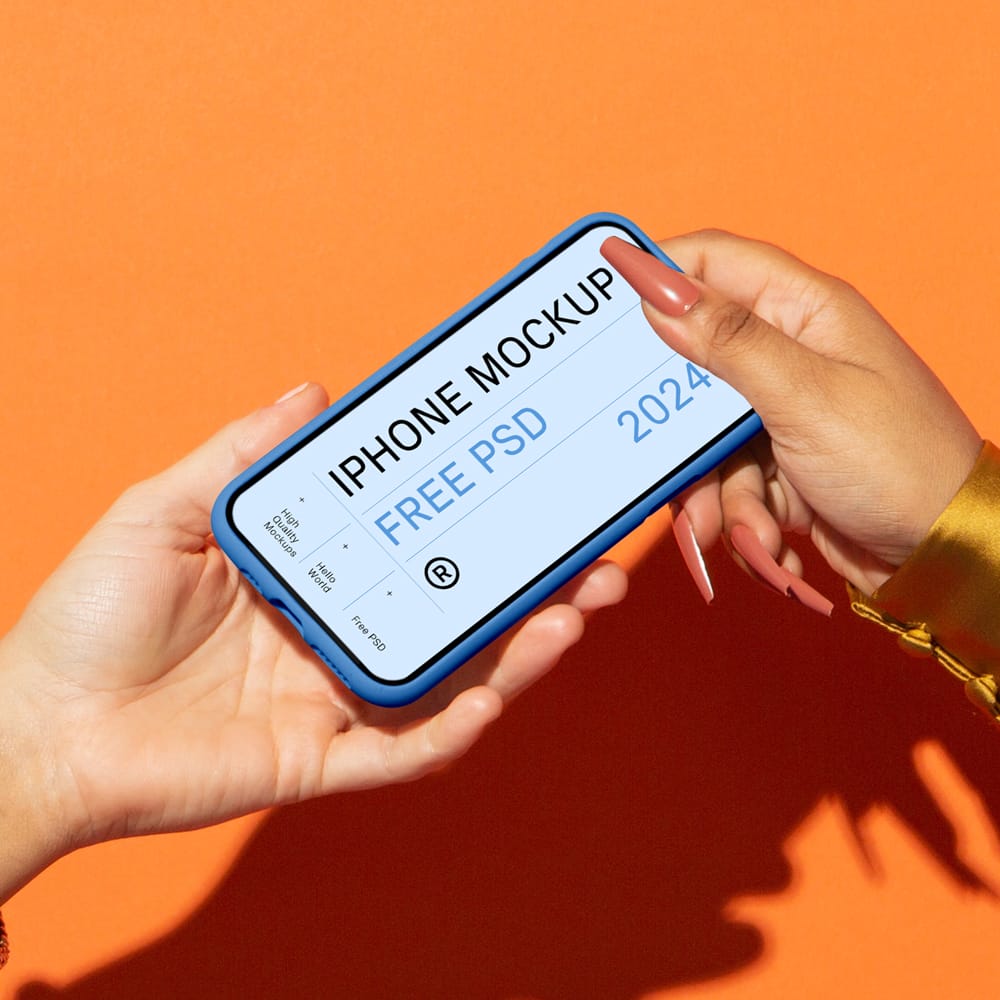 IPHONE MOCKUP
FREE PSD 2024
®
+
High
Quality
Mockups
+
Hello
World
+
Free PSD